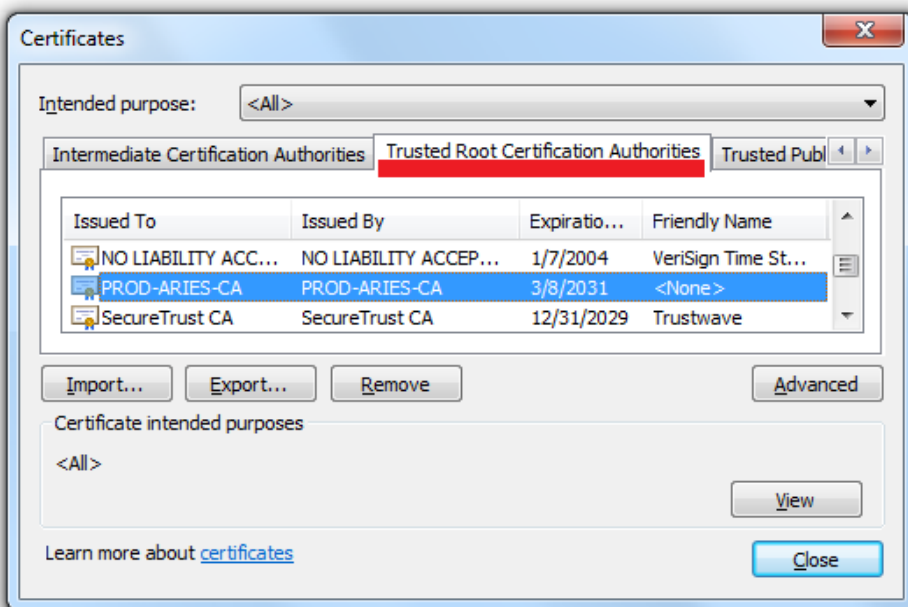 Certificates
Intended purpose: <All>
Intermediate Certification Authorities Trusted Root Certification Authorities Trusted Publ
Issued To Issued By Expiratio... Friendly Name
NO LIABILITY ACC... NO LIABILITY ACCEP... 1/7/2004 VeriSign Time St...
PROD-ARIES-CA PROD-ARIES-CA 3/8/2031 <None>
SecureTrust CA SecureTrust CA 12/31/2029 Trustwave
Import... Export... Remove Advanced
Certificate intended purposes
<All>
View
Learn more about certificates
Close